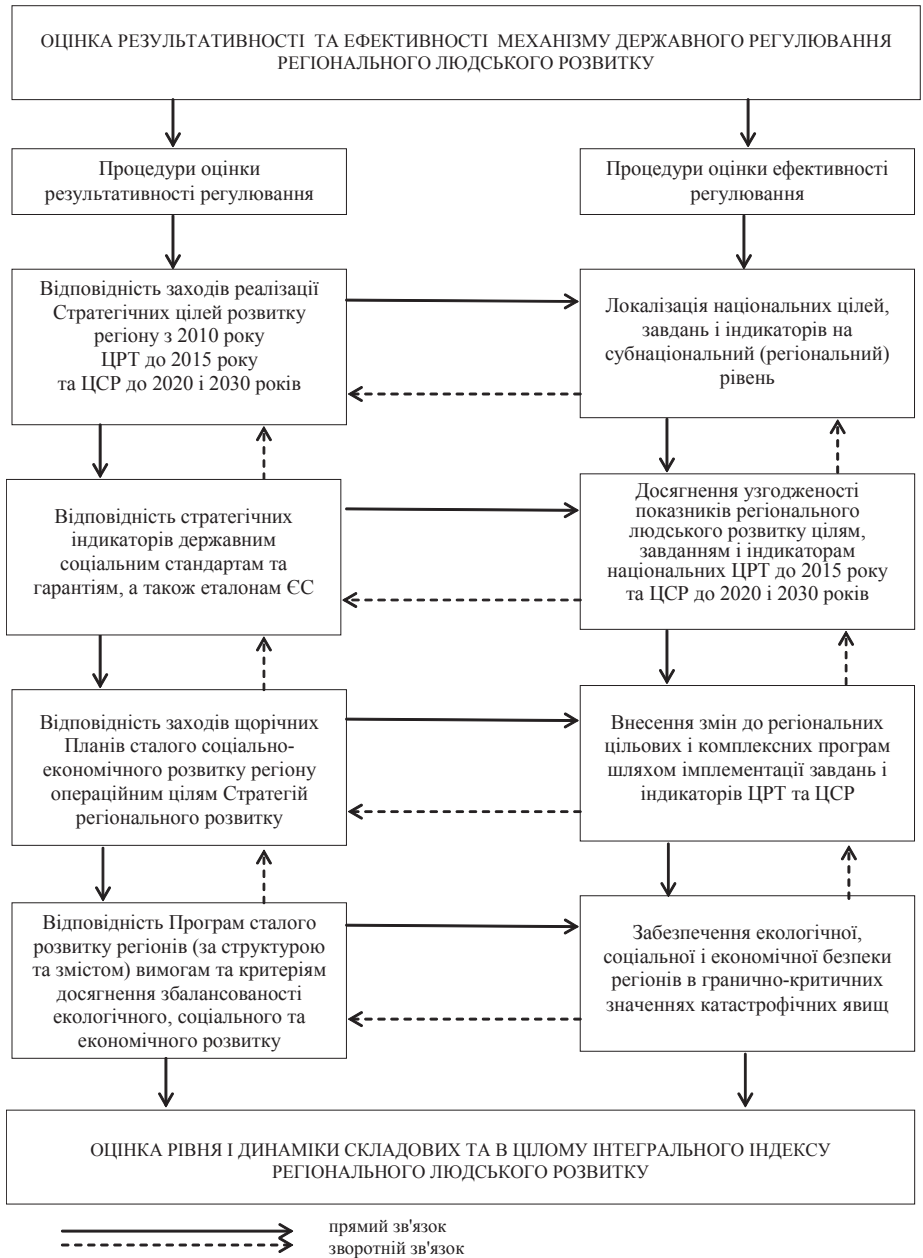 ОЦІНКА РЕЗУЛЬТАТИВНОСТІ ТА ЕФЕКТИВНОСТІ МЕХАНІЗМУ ДЕРЖАВНОГО РЕГУЛЮВАННЯ
РЕГІОНАЛЬНОГО ЛЮДСЬКОГО РОЗВИТКУ
Процедури оцінки
результативності регулювання
Процедури оцінки ефективності
регулювання
Відповідність заходів реалізації
Стратегічних цілей розвитку
регіону з 2010 року
ЦРТ до 2015 року
та ЦСР до 2020 і 2030 років
Локалізація національних цілей,
завдань і індикаторів на
субнаціональний (регіональний)
рівень
Відповідність стратегічних
індикаторів державним
соціальним стандартам та
гарантіям, а також еталонам ЄС
Досягнення узгодженості
показників регіонального
людського розвитку цілям,
завданням і індикаторам
національних ЦРТ до 2015 року
та ЦСР до 2020 і 2030 років
Відповідність заходів щорічних
Планів сталого соціально-
економічного розвитку регіону
операційним цілям Стратегій
регіонального розвитку
Внесення змін до регіональних
цільових і комплексних програм
шляхом імплементації завдань і
індикаторів ЦРТ та ЦСР
Відповідність Програм сталого
розвитку регіонів (за структурою
та змістом) вимогам та критеріям
досягнення збалансованості
екологічного, соціального та
економічного розвитку
Забезпечення екологічної,
соціальної і економічної безпеки
регіонів в гранично-критичних
значеннях катастрофічних явищ
ОЦІНКА РІВНЯ І ДИНАМІКИ СКЛАДОВИХ ТА В ЦІЛОМУ ІНТЕГРАЛЬНОГО ІНДЕКСУ
РЕГІОНАЛЬНОГО ЛЮДСЬКОГО РОЗВИТКУ
прямий зв'язок
зворотній зв'язок